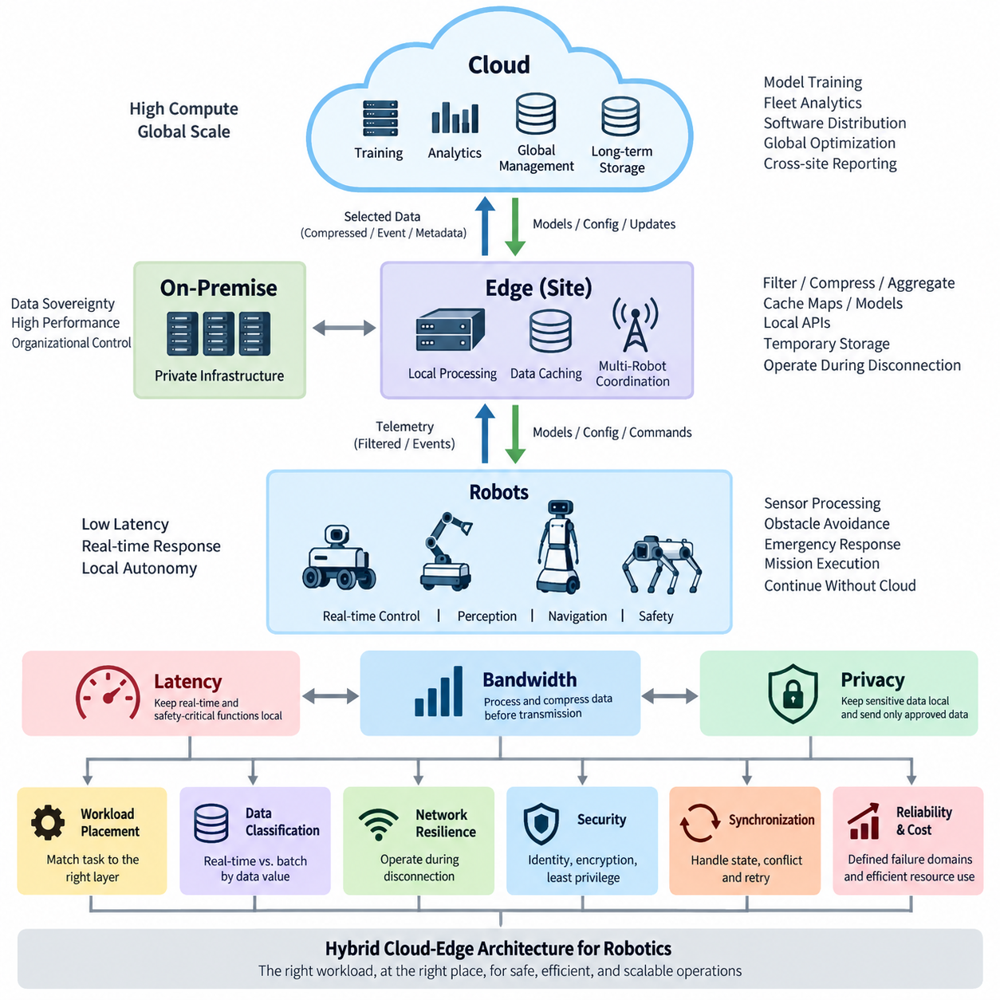 Cloud
High Compute
Global Scale
Training
Analytics
Global
Management
Long-term
Storage
Model Training
Fleet Analytics
Software Distribution
Global Optimization
Cross-site Reporting
Selected Data
(Compressed / Event / Metadata)
Models / Config / Updates
Data Sovereignty
High Performance
Organizational Control
On-Premise
Private Infrastructure
Edge (Site)
Local Processing
Data Caching
Multi-Robot
Coordination
Filter / Compress / Aggregate
Cache Maps / Models
Local APIs
Temporary Storage
Operate During Disconnection
Telemetry
(Filtered / Events)
Models / Config / Commands
Low Latency
Real-time Response
Local Autonomy
Robots
Real-time Control | Perception | Navigation | Safety
Sensor Processing
Obstacle Avoidance
Emergency Response
Mission Execution
Continue Without Cloud
Latency
Keep real-time and
safety-critical functions local
Bandwidth
Process and compress data
before transmission
Privacy
Keep sensitive data local
and send only approved data
Workload
Placement
Match task to the
right layer
Data
Classification
Real-time vs. batch
by data value
Network
Resilience
Operate during
disconnection
Security
Identity, encryption,
least privilege
Synchronization
Handle state, conflict
and retry
Reliability
& Cost
Defined failure domains
and efficient resource use
Hybrid Cloud-Edge Architecture for Robotics
The right workload, at the right place, for safe, efficient, and scalable operations